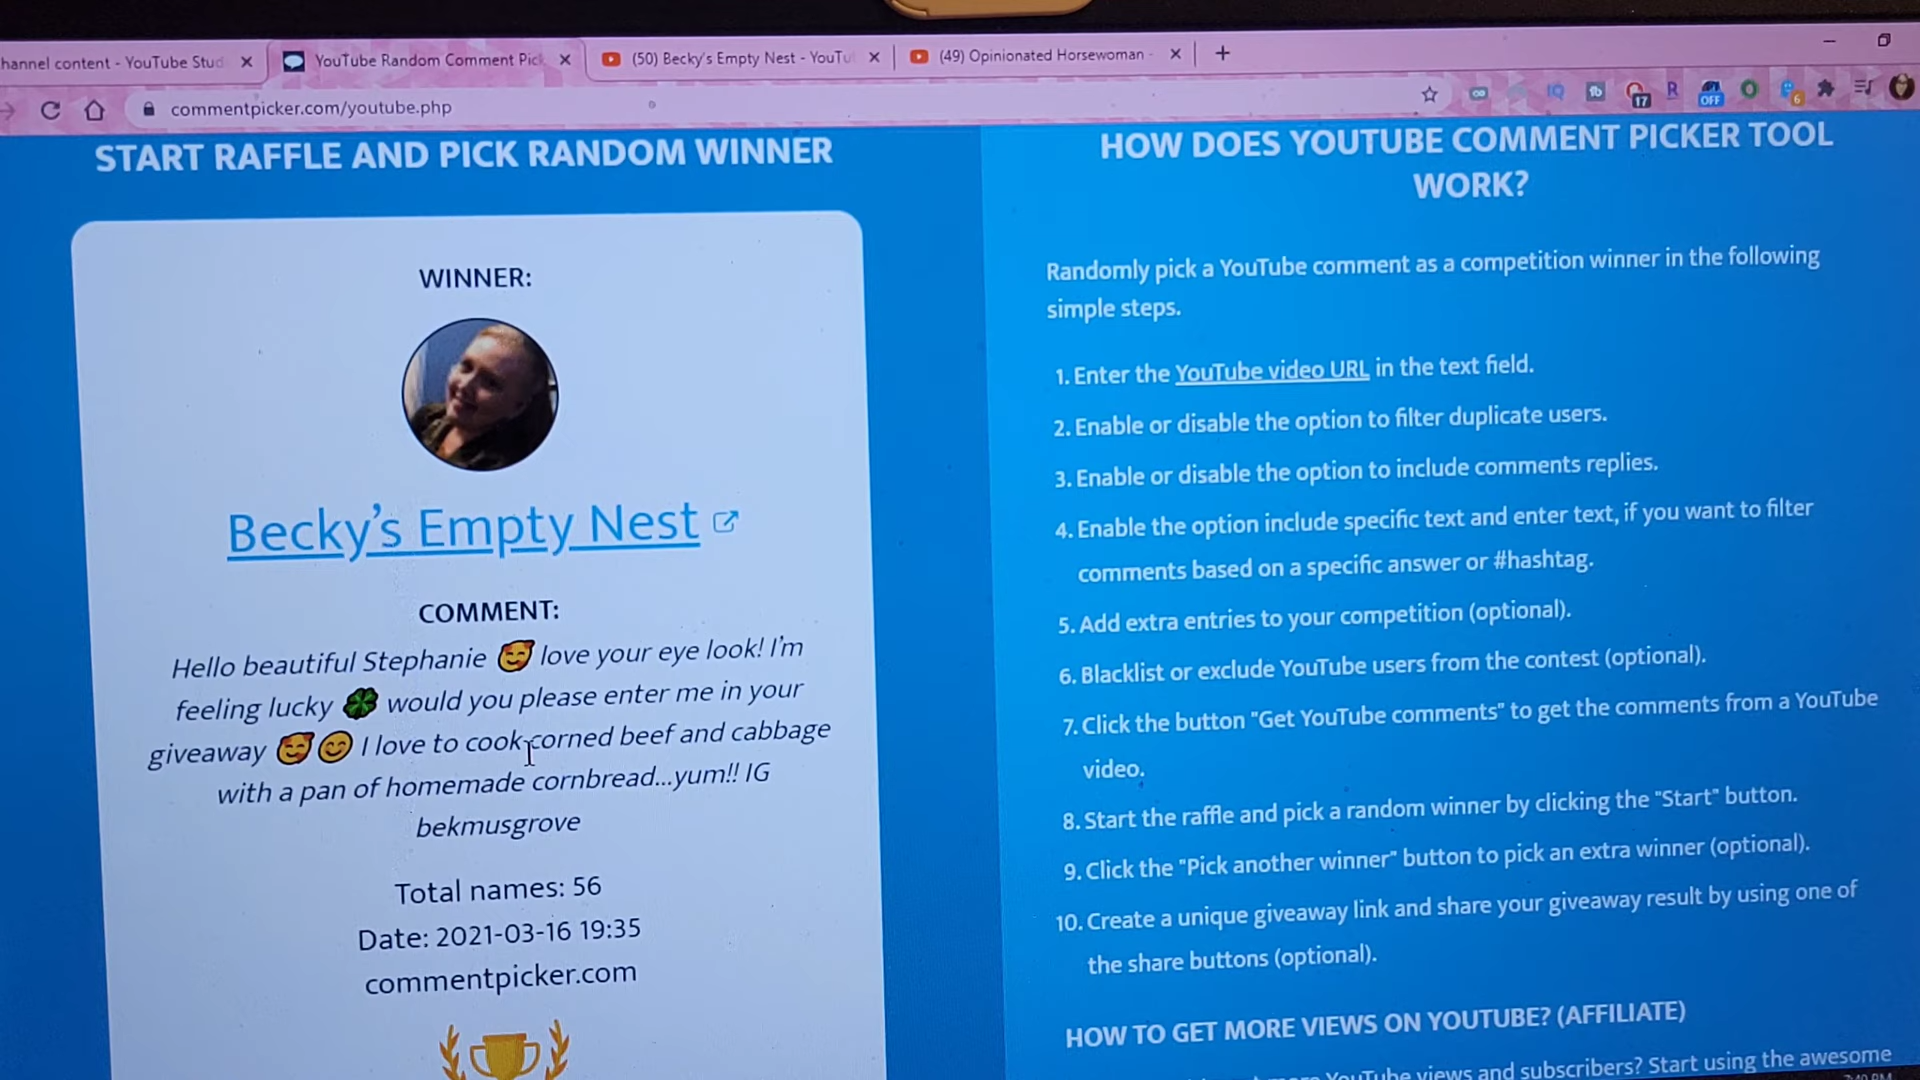 hannel content - YouTube Stud
YouTube Random Comment Pick
(50) Becky's Empty Nest - YouTu
(49) Opinionated Horsewoman -
commentpicker.com/youtube.php
17
OFF
6
START RAFFLE AND PICK RANDOM WINNER
WINNER:
Becky's Empty Nest
COMMENT:
Hello beautiful Stephanie 🥰 love your eye look! I'm
feeling lucky 🍀 would you please enter me in your
giveaway 🥰😊 I love to cook corned beef and cabbage
with a pan of homemade cornbread...yum!! IG
bekmusgrove
Total names: 56
Date: 2021-03-16 19:35
commentpicker.com
HOW DOES YOUTUBE COMMENT PICKER TOOL
WORK?
Randomly pick a YouTube comment as a competition winner in the following
simple steps.
1. Enter the YouTube video URL in the text field.
2. Enable or disable the option to filter duplicate users.
3. Enable or disable the option to include comments replies.
4. Enable the option include specific text and enter text, if you want to filter
comments based on a specific answer or #hashtag.
5. Add extra entries to your competition (optional).
6. Blacklist or exclude YouTube users from the contest (optional).
7. Click the button "Get YouTube comments" to get the comments from a YouTube
video.
8. Start the raffle and pick a random winner by clicking the "Start" button.
9. Click the "Pick another winner" button to pick an extra winner (optional).
10. Create a unique giveaway link and share your giveaway result by using one of
the share buttons (optional).
HOW TO GET MORE VIEWS ON YOUTUBE? (AFFILIATE)
YouTube views and subscribers? Start using the awesome